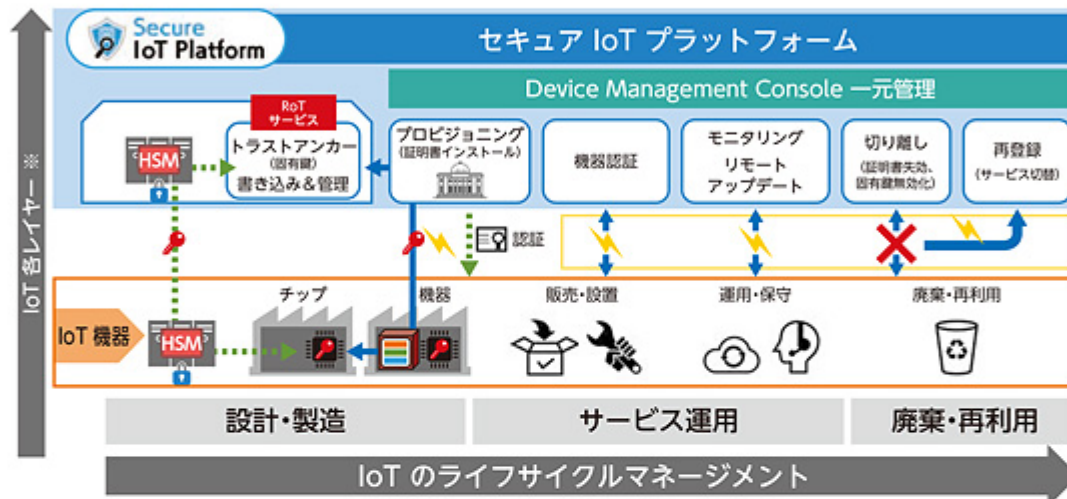 Secure
IoT Platform
セキュア IoT プラットフォーム
Device Management Console 一元管理
RoT
サービス
HSM
トラストアンカー
(固有鍵)
書き込み&管理
プロビジョニング
(証明書インストール)
機器認証
モニタリング
リモート
アップデート
切り離し
(証明書失効、
固有鍵無効化)
再登録
(サービス切替)
認証
IoT 各レイヤー ※
IoT 機器
HSM
チップ
機器
販売・設置
運用・保守
廃棄・再利用
設計・製造
サービス運用
廃棄・再利用
IoT のライフサイクルマネージメント